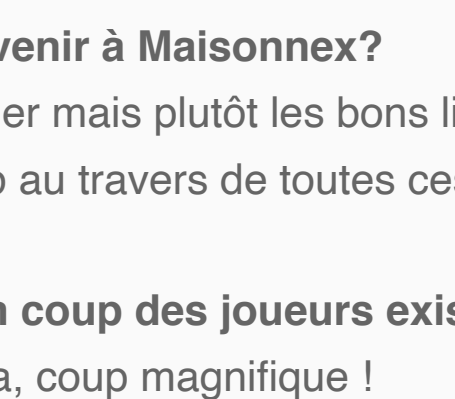 venir à Maisonnex?
er mais plutôt les bons li
au travers de toutes ces
coup des joueurs exis
a, coup magnifique !